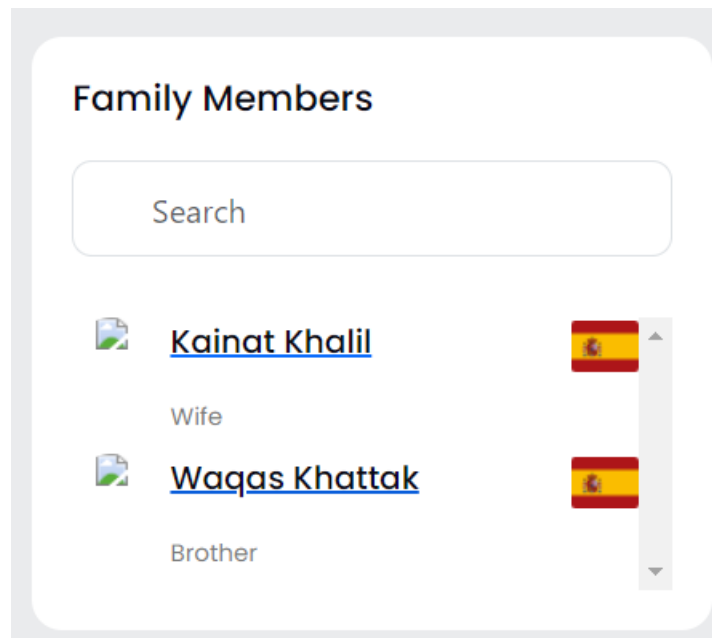 Family Members
Search
Kainat Khalil
Wife
Waqas Khattak
Brother